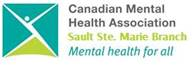 Canadian Mental
Health Association
Sault Ste. Marie Branch
Mental health for all